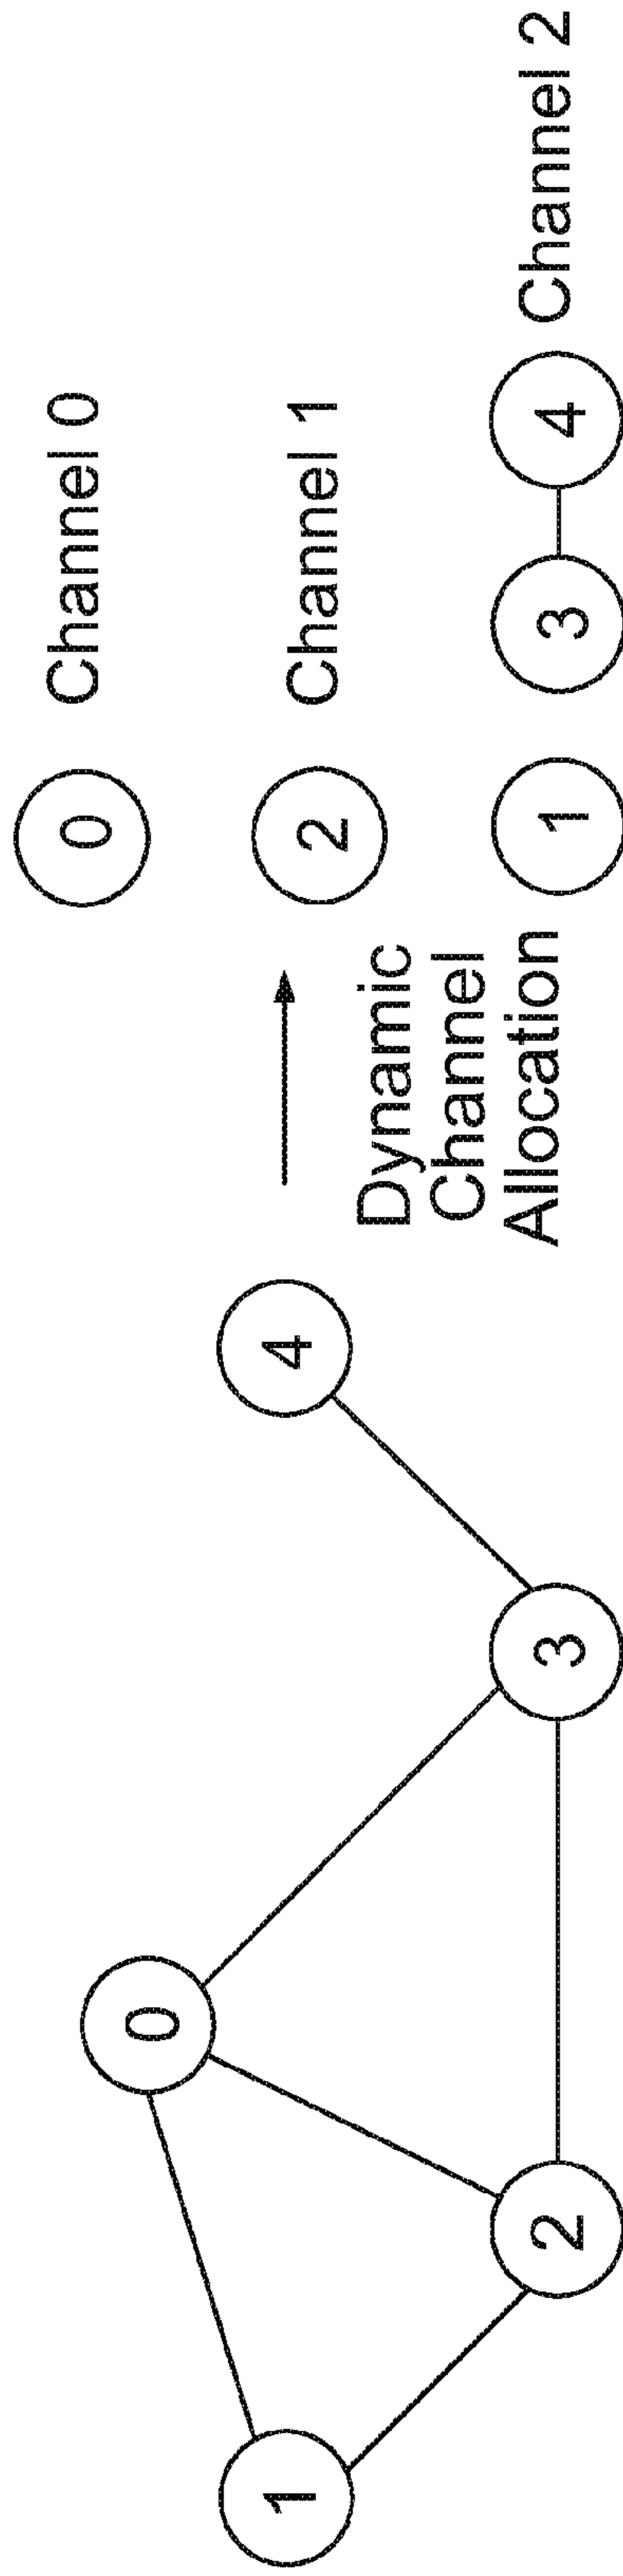 0
1
2
3
4
Dynamic
Channel
Allocation
0 Channel 0
2 Channel 1
1 3 4 Channel 2